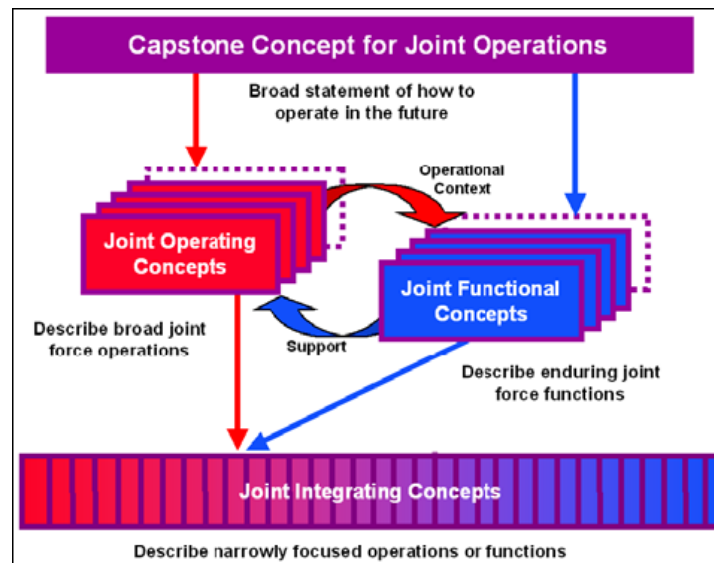 Capstone Concept for Joint Operations
Broad statement of how to
operate in the future
Operational
Context
Joint Operating
Concepts
Joint Functional
Concepts
Describe broad joint
force operations
Support
Describe enduring joint
force functions
Joint Integrating Concepts
Describe narrowly focused operations or functions